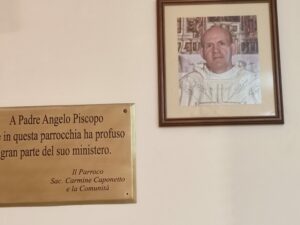 A Padre Angelo Piscopo
e in questa parrocchia ha profuso
gran parte del suo ministero.
Il Parroco
Sac. Carmine Caponetto
e la Comunità